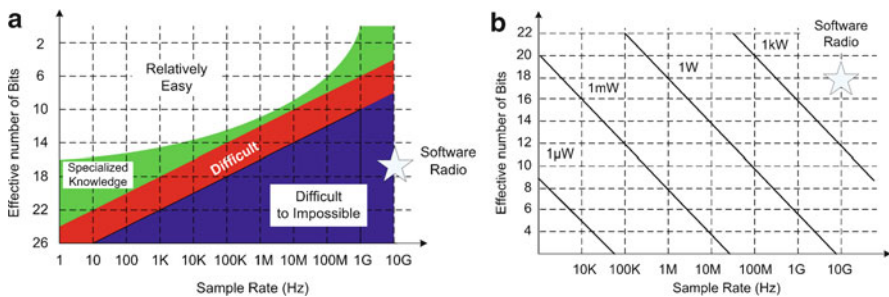 a
Effective number of Bits
2
6
10
14
18
22
26
Relatively
Easy
Specialized
Knowledge
Difficult
Difficult
to Impossible
Software
Radio
1
10
100
1K
10K
100K
1M
10M
100M
1G
10G
Sample Rate (Hz)
b
Effective number of Bits
22
20
18
16
14
12
10
8
6
4
1µW
1mW
1W
1kW
Software
Radio
10K
100K
1M
10M
100M
1G
10G
Sample Rate (Hz)